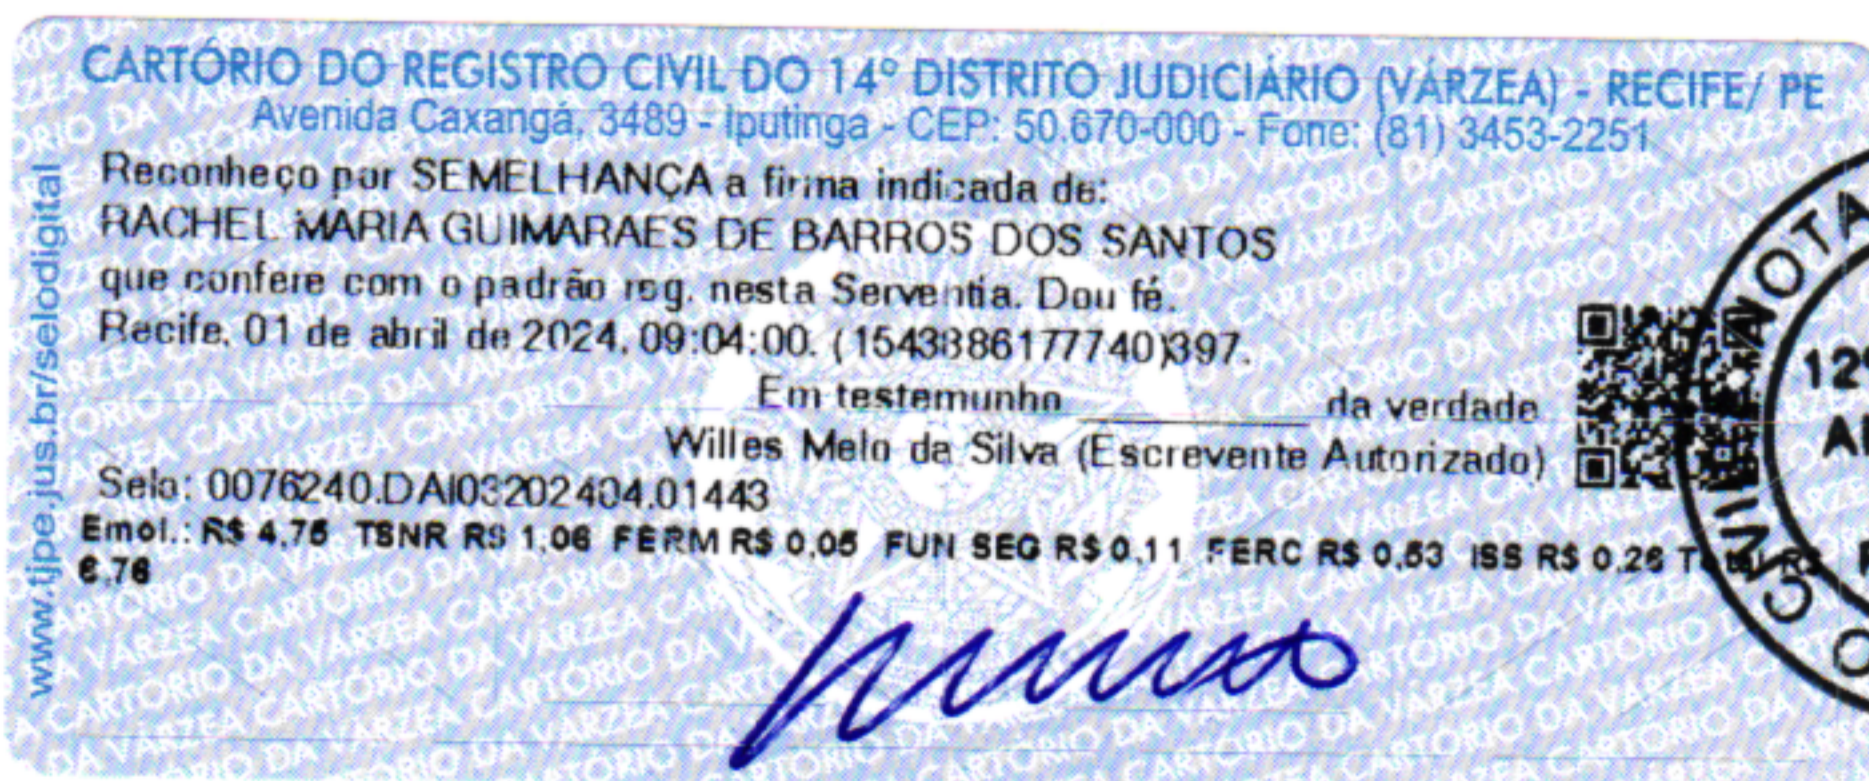 CARTÓRIO DO REGISTRO CIVIL DO 14º DISTRITO JUDICIÁRIO (VÁRZEA) - RECIFE/ PE
Avenida Caxangá, 3489 - Iputinga - CEP: 50.670-000 - Fone: (81) 3453-2251
www.tjpe.jus.br/selodigital
Reconheço por SEMELHANÇA a firma indicada de:
RACHEL MARIA GUIMARAES DE BARROS DOS SANTOS
que confere com o padrão reg. nesta Serventia. Dou fé.
Recife, 01 de abril de 2024, 09:04:00. (1543886177740)397.
Em testemunho __________ da verdade
Willes Melo da Silva (Escrevente Autorizado)
Selo: 0076240.DAI03202404.01443
Emol.: R$ 4,75 TSNR R$ 1,06 FERM R$ 0,05 FUN SEG R$ 0,11 FERC R$ 0,53 ISS R$ 0,26 Total R$
6,76